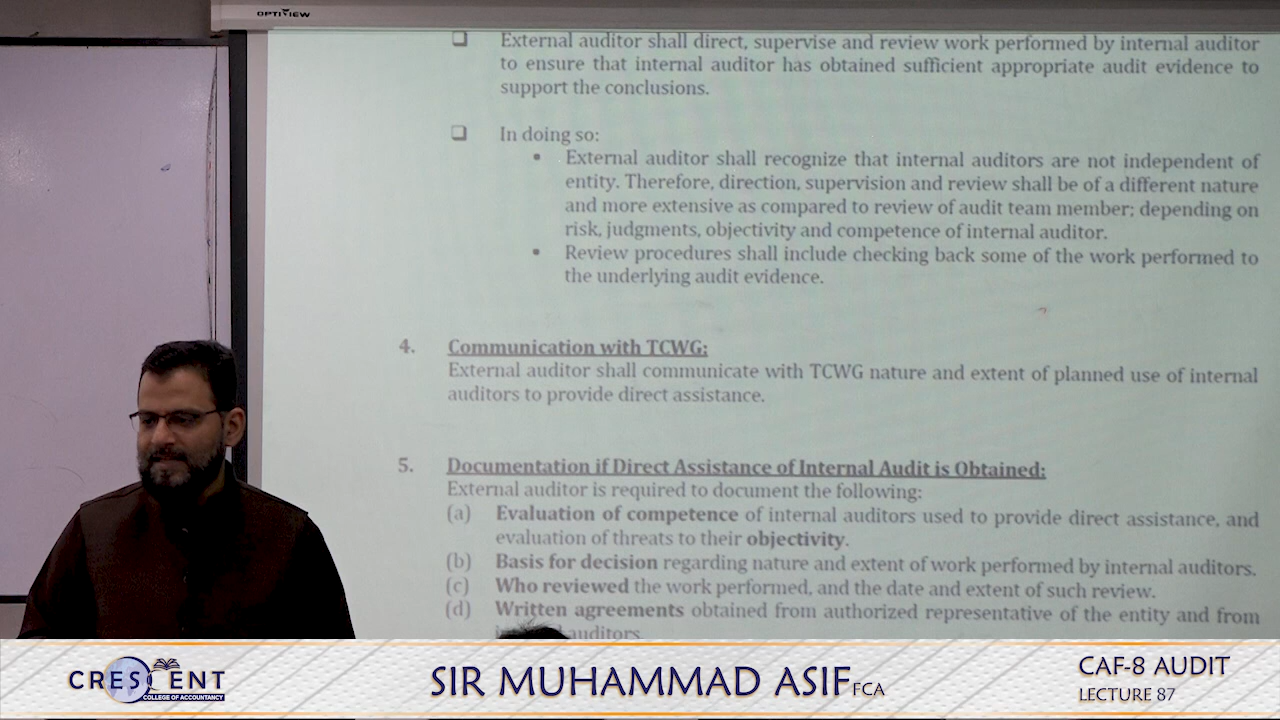 OPTIVIEW
❑ External auditor shall direct, supervise and review work performed by internal auditor
to ensure that internal auditor has obtained sufficient appropriate audit evidence to
support the conclusions.
❑ In doing so:
▪ External auditor shall recognize that internal auditors are not independent of
entity. Therefore, direction, supervision and review shall be of a different nature
and more extensive as compared to review of audit team member; depending on
risk, judgments, objectivity and competence of internal auditor.
▪ Review procedures shall include checking back some of the work performed to
the underlying audit evidence.
4. Communication with TCWG:
External auditor shall communicate with TCWG nature and extent of planned use of internal
auditors to provide direct assistance.
5. Documentation if Direct Assistance of Internal Audit is Obtained:
External auditor is required to document the following:
(a) Evaluation of competence of internal auditors used to provide direct assistance, and
evaluation of threats to their objectivity.
(b) Basis for decision regarding nature and extent of work performed by internal auditors.
(c) Who reviewed the work performed, and the date and extent of such review.
(d) Written agreements obtained from authorized representative of the entity and from
auditors.
CRESCENT
COLLEGE OF ACCOUNTANCY
SIR MUHAMMAD ASIF FCA
CAF-8 AUDIT
LECTURE 87